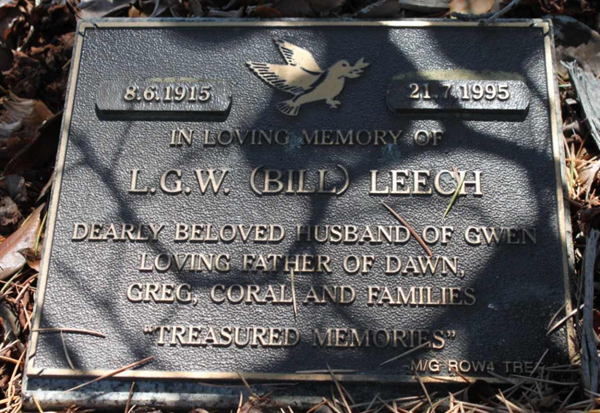 8.6.1915 21.7.1995
IN LOVING MEMORY OF
L.G.W. (BILL) LEECH
DEARLY BELOVED HUSBAND OF GWEN
LOVING FATHER OF DAWN,
GREG, CORAL AND FAMILIES
"TREASURED MEMORIES"
M/G ROW4 TRE